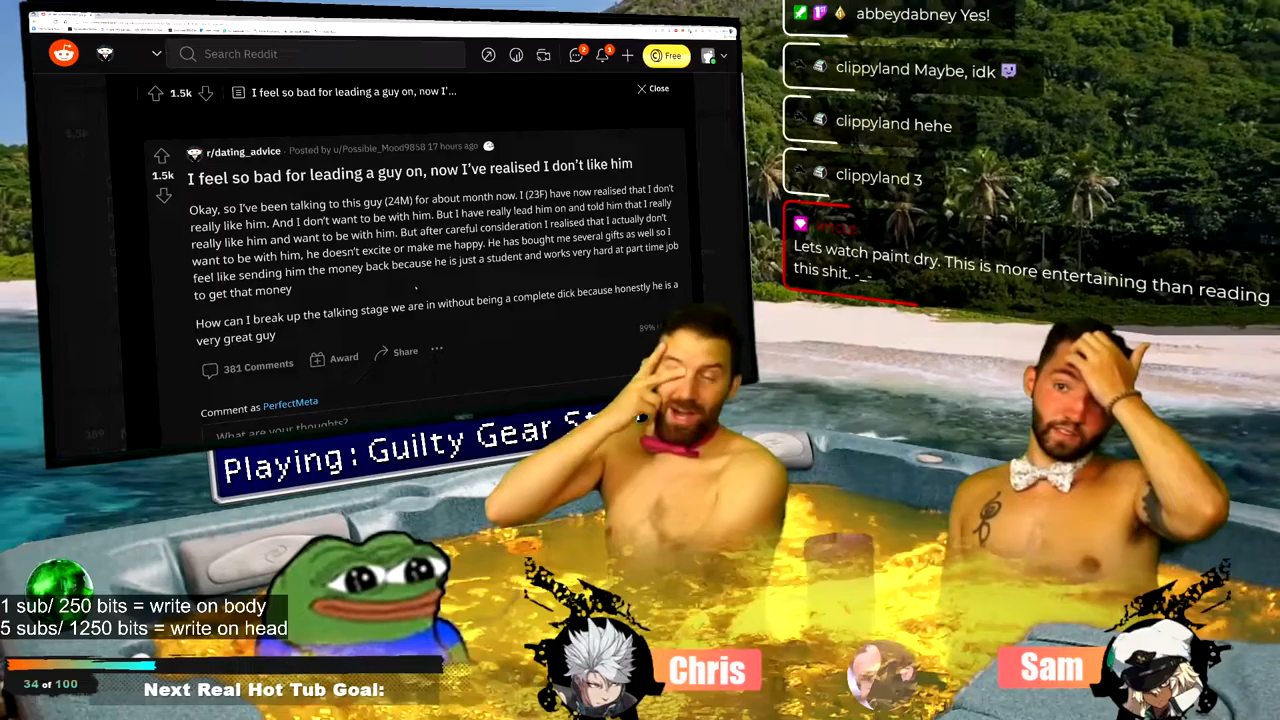 Search Reddit
2
1
Free
1.5k
I feel so bad for leading a guy on, now I'...
Close
r/dating_advice · Posted by u/Possible_Mood9858 17 hours ago
1.5k
I feel so bad for leading a guy on, now I've realised I don't like him
Okay, so I've been talking to this guy (24M) for about month now. I (23F) have now realised that I don't
really like him. And I don't want to be with him. But I have really lead him on and told him that I really
really like him and want to be with him. But after careful consideration I realised that I actually don't
want to be with him, he doesn't excite or make me happy. He has bought me several gifts as well so I
feel like sending him the money back because he is just a student and works very hard at part time job
to get that money
How can I break up the talking stage we are in without being a complete dick because honestly he is a
very great guy
89%
381 Comments
Award
Share
Comment as PerfectMeta
What are your thoughts?
Playing: Guilty Gear St
abbeydabney Yes!
clippyland Maybe, idk
clippyland hehe
clippyland 3
Lets watch paint dry. This is more entertaining than reading
this shit. -_-
1 sub/ 250 bits = write on body
5 subs/ 1250 bits = write on head
34 of 100
Next Real Hot Tub Goal:
Chris
Sam